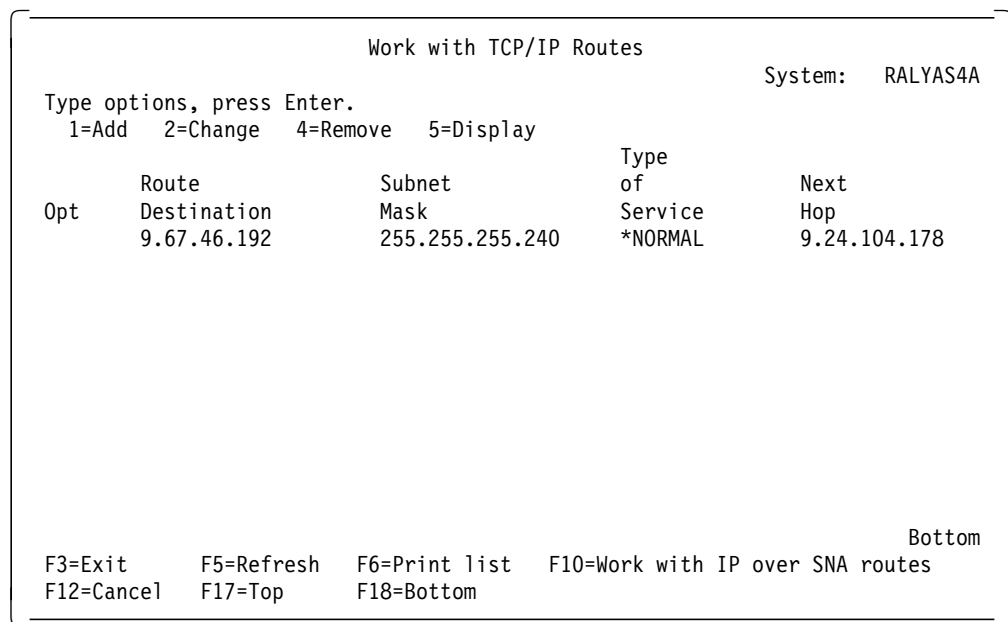 Work with TCP/IP Routes
System: RALYAS4A
Type options, press Enter.
1=Add 2=Change 4=Remove 5=Display
Type
Route Subnet of Next
Opt Destination Mask Service Hop
9.67.46.192 255.255.255.240 *NORMAL 9.24.104.178
Bottom
F3=Exit F5=Refresh F6=Print list F10=Work with IP over SNA routes
F12=Cancel F17=Top F18=Bottom